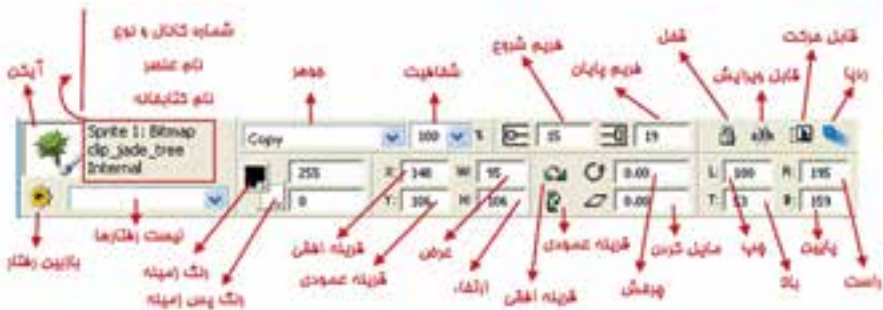 شماره کانال و نوع
نام عنصر
نام کتابخانه
آیکن
جوهر
شفافیت
فریم شروع
فریم پایان
قفل
قابل ویرایش
قابل حرکت
ردپا
Sprite 1: Bitmap
clip_jade_tree
Internal
Copy
100
%
15
19
255
X: 148
W: 95
0.00
L: 100
R: 195
0
Y: 106
H: 106
0.00
T: 53
B: 159
بازبین رفتار
لیست رفتارها
رنگ زمینه
رنگ پس زمینه
قرینه افقی
قرینه عمودی
عرض
ارتفاع
قرینه افقی
قرینه عمودی
چرخش
مایل کردن
چپ
بالا
پایین
راست